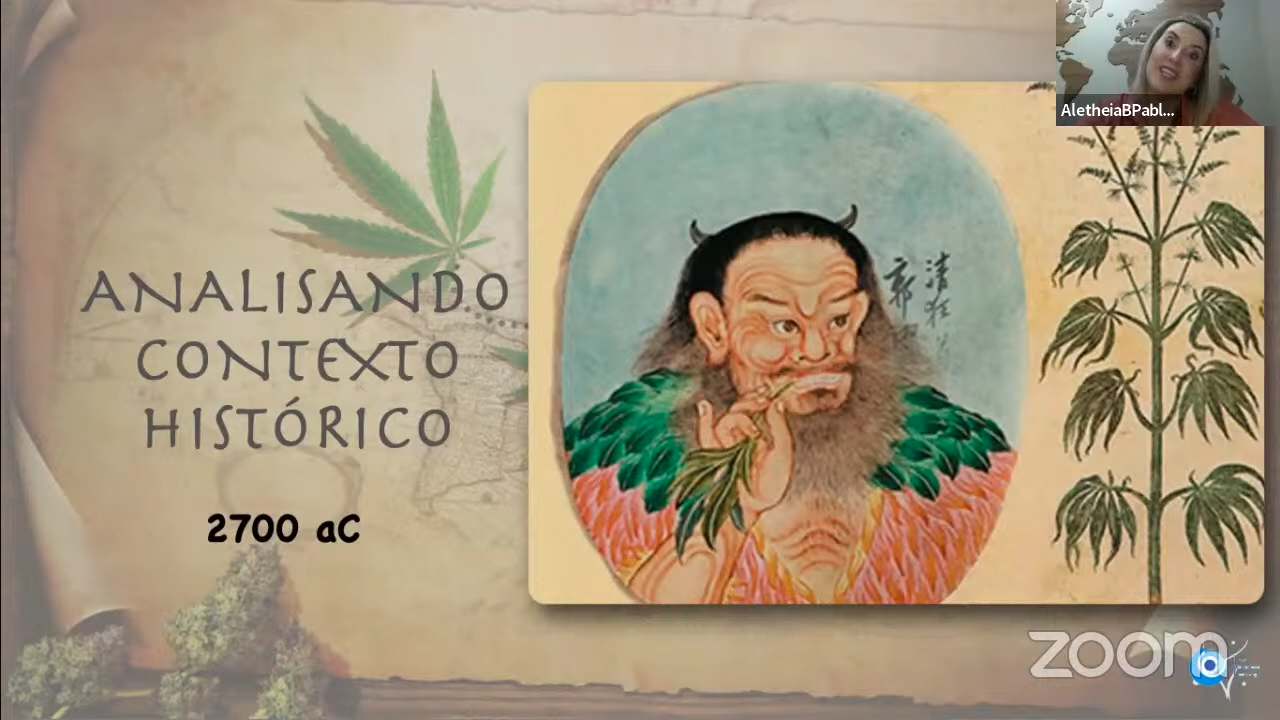 AletheiaBPabl...
ANALISANDO
CONTEXTO
HISTÓRICO
2700 aC
zoom